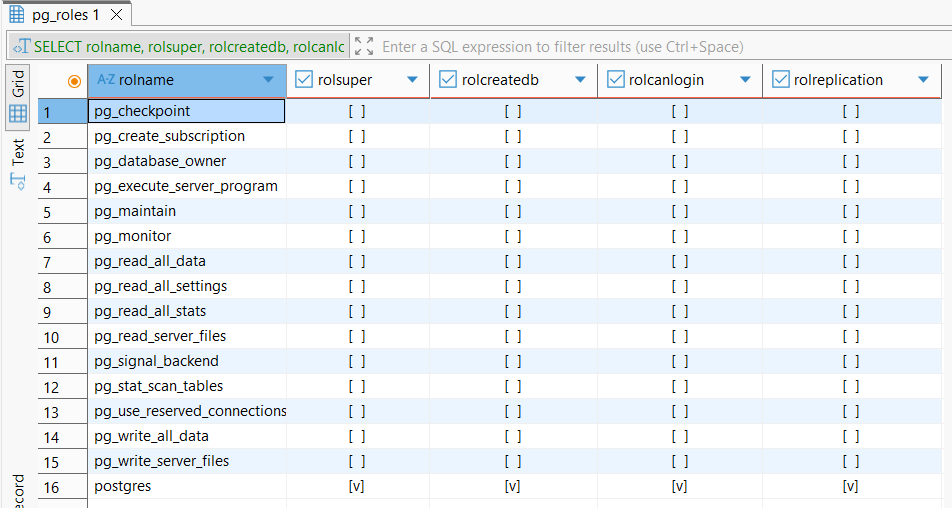 pg_roles 1
SELECT rolname, rolsuper, rolcreatedb, rolcanlc Enter a SQL expression to filter results (use Ctrl+Space)
Grid
Text
ecord
A-Z rolname rolsuper rolcreatedb rolcanlogin rolreplication
1 pg_checkpoint [ ] [ ] [ ] [ ]
2 pg_create_subscription [ ] [ ] [ ] [ ]
3 pg_database_owner [ ] [ ] [ ] [ ]
4 pg_execute_server_program [ ] [ ] [ ] [ ]
5 pg_maintain [ ] [ ] [ ] [ ]
6 pg_monitor [ ] [ ] [ ] [ ]
7 pg_read_all_data [ ] [ ] [ ] [ ]
8 pg_read_all_settings [ ] [ ] [ ] [ ]
9 pg_read_all_stats [ ] [ ] [ ] [ ]
10 pg_read_server_files [ ] [ ] [ ] [ ]
11 pg_signal_backend [ ] [ ] [ ] [ ]
12 pg_stat_scan_tables [ ] [ ] [ ] [ ]
13 pg_use_reserved_connections [ ] [ ] [ ] [ ]
14 pg_write_all_data [ ] [ ] [ ] [ ]
15 pg_write_server_files [ ] [ ] [ ] [ ]
16 postgres [v] [v] [v] [v]